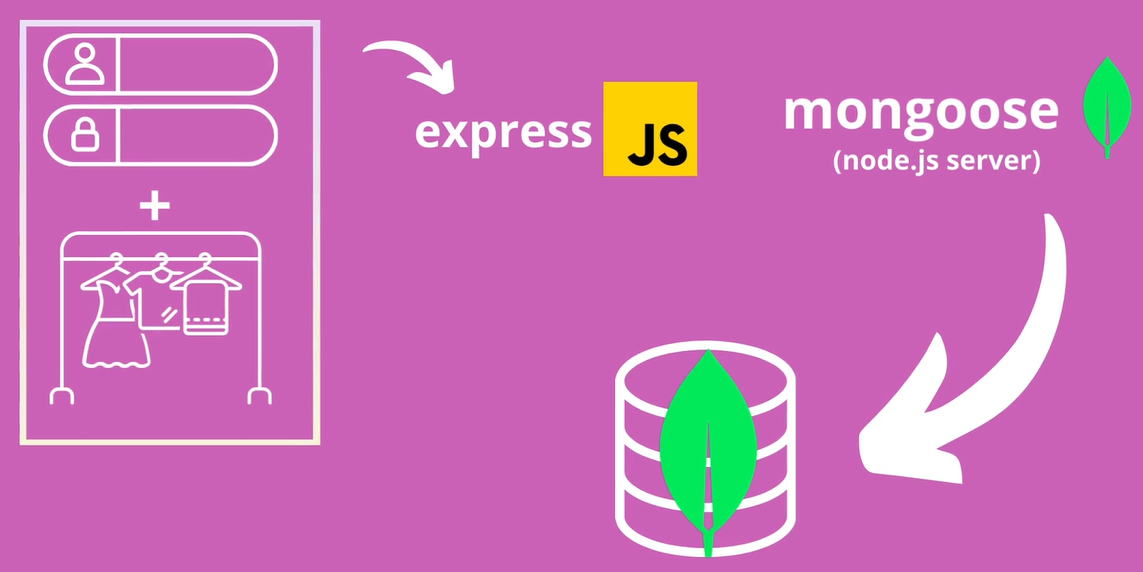 +
express
JS
mongoose
(node.js server)